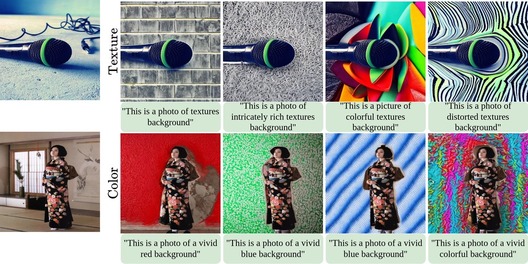 Texture
"This is a photo of textures
background"
"This is a photo of
intricately rich textures
background"
"This is a picture of
colorful textures
background"
"This is a photo of
distorted textures
background"
Color
"This is a photo of a vivid
red background"
"This is a photo of a vivid
blue background"
"This is a photo of a vivid
blue background"
"This is a photo of a vivid
colorful background"